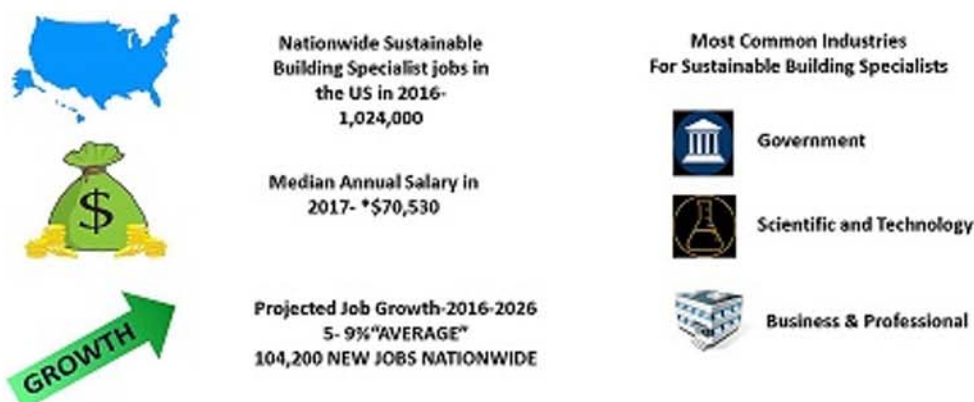 Nationwide Sustainable
Building Specialist jobs in
the US in 2016-
1,024,000
$
Median Annual Salary in
2017- *$70,530
GROWTH
Projected Job Growth-2016-2026
5- 9%"AVERAGE"
104,200 NEW JOBS NATIONWIDE
Most Common Industries
For Sustainable Building Specialists
Government
Scientific and Technology
Business & Professional